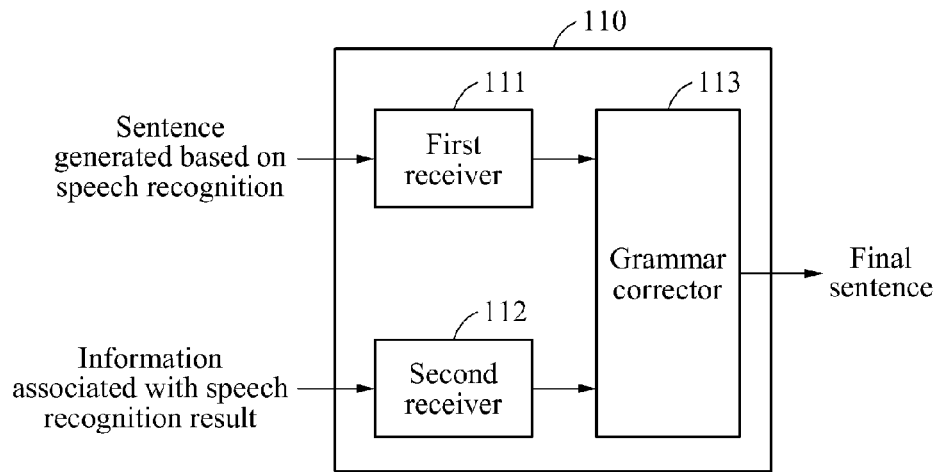 110
111
113
Sentence
generated based on
speech recognition
First
receiver
Grammar
corrector
Final
sentence
112
Information
associated with speech
recognition result
Second
receiver